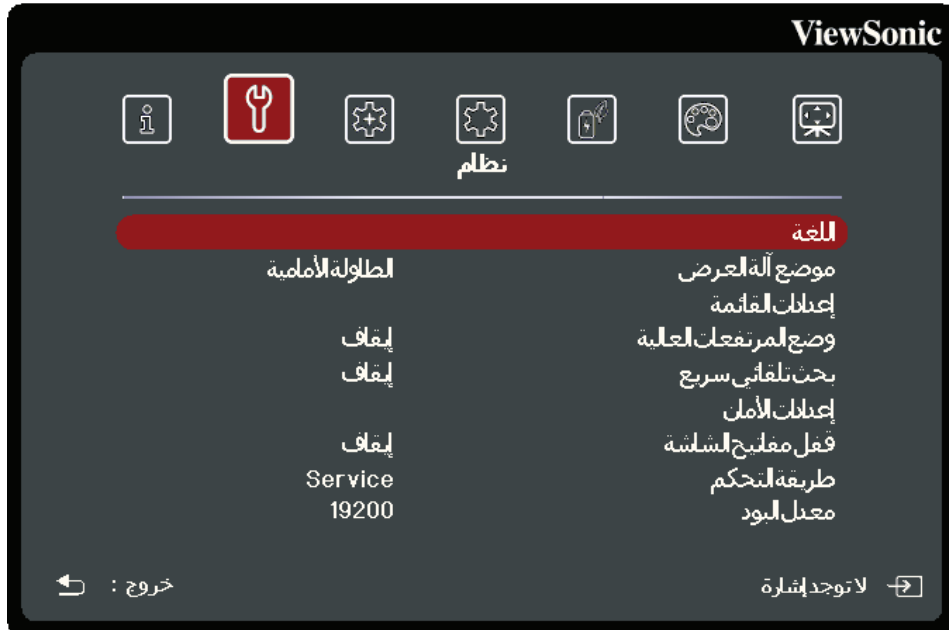 ViewSonic
نظام
اللغة
موضع آلة العرض الطاولة الأمامية
إعدادات القائمة
وضع المرتفعات العالية إيقاف
بحث تلقائي سريع إيقاف
إعدادات الأمان
قفل مفاتيح الشاشة إيقاف
طريقة التحكم Service
معدل البود 19200
لا توجد إشارة خروج :